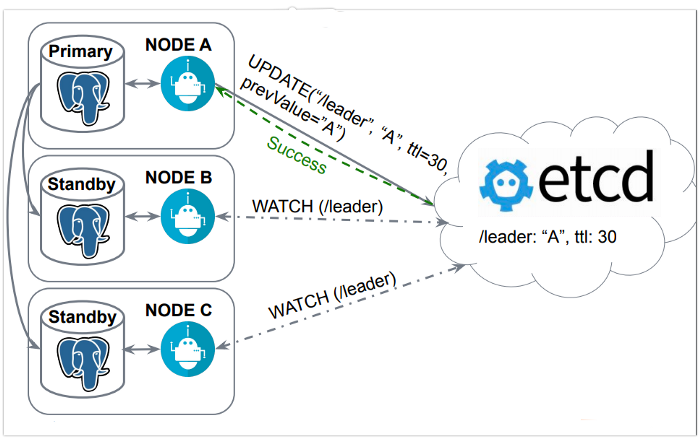 Primary
NODE A
UPDATE(“/leader”, “A”, ttl=30,
prevValue=”A”)
Success
Standby
NODE B
WATCH (/leader)
etcd
/leader: “A”, ttl: 30
Standby
NODE C
WATCH (/leader)